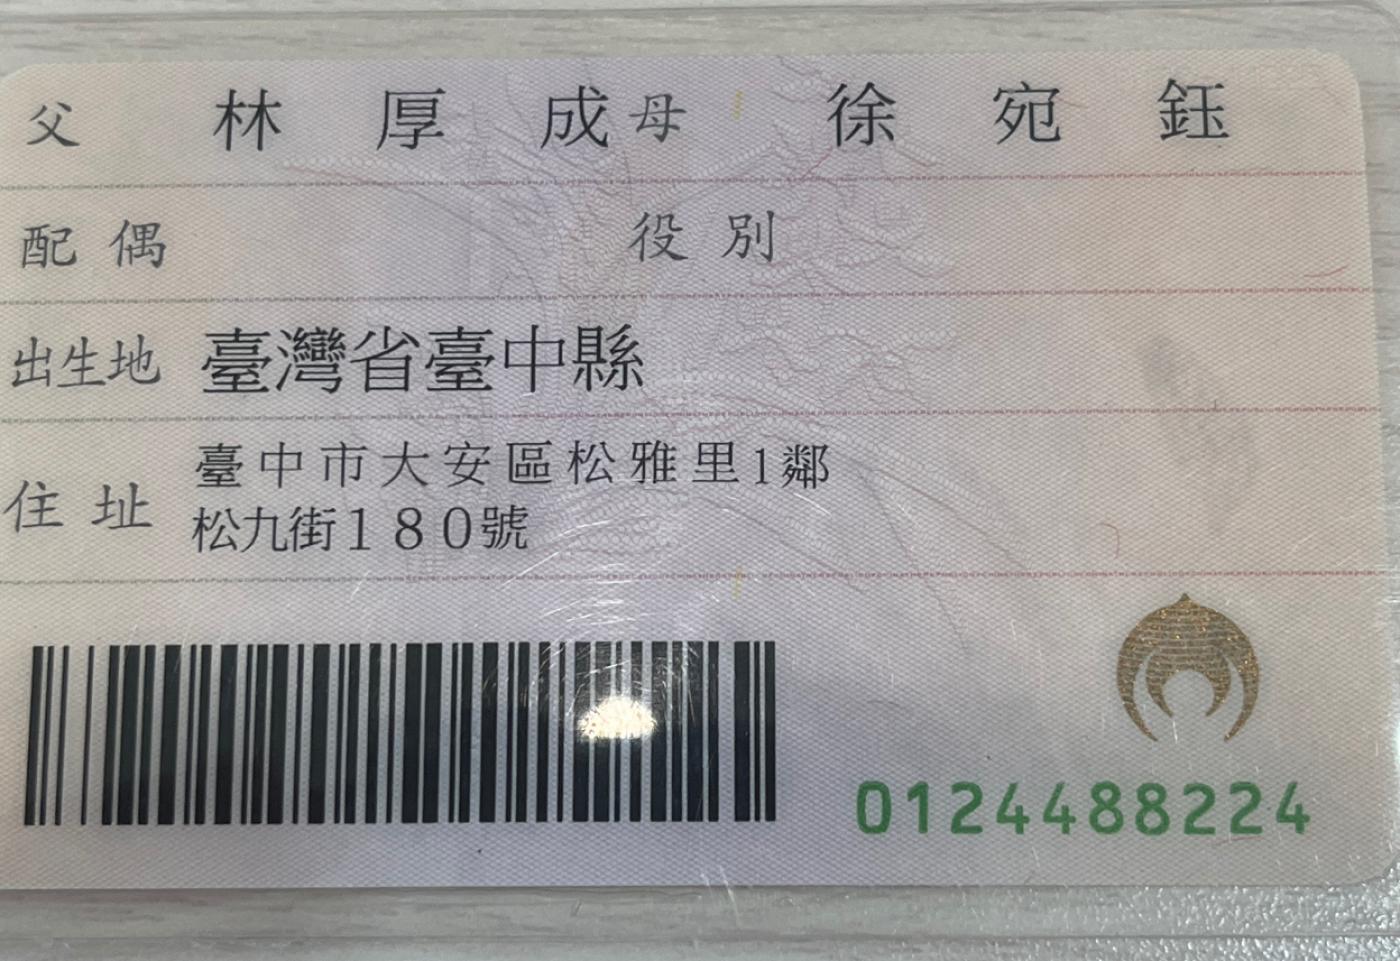 父 林厚成 母 徐宛鈺
配偶 役別
出生地 臺灣省臺中縣
住址 臺中市大安區松雅里1鄰
松九街180號
0124488224